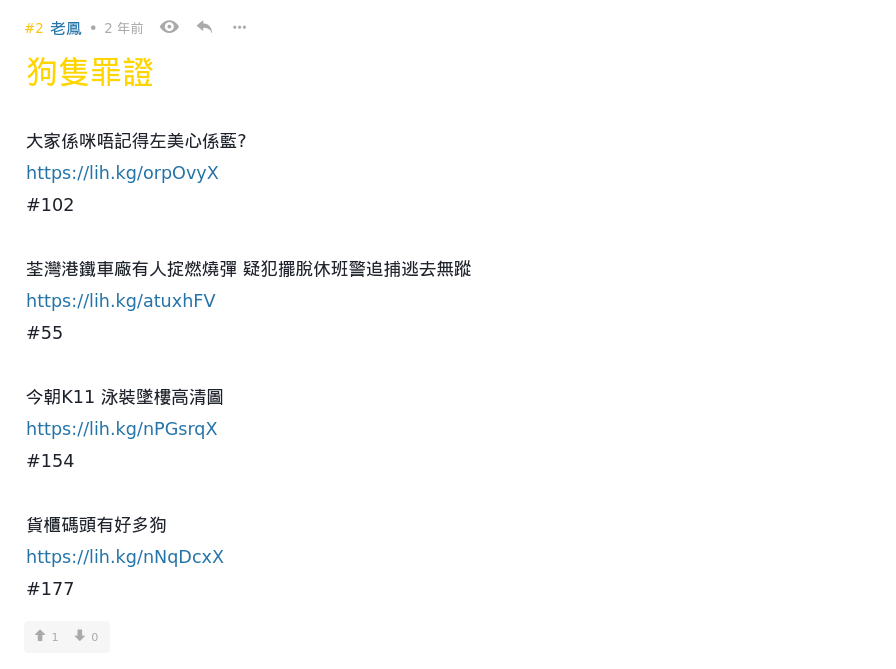 #2 老鳳 • 2 年前
狗隻罪證
大家係咪唔記得左美心係藍?
https://lih.kg/orpOvyX
#102
荃灣港鐵車廠有人掟燃燒彈 疑犯擺脫休班警追捕逃去無蹤
https://lih.kg/atuxhFV
#55
今朝K11 泳裝墜樓高清圖
https://lih.kg/nPGsrqX
#154
貨櫃碼頭有好多狗
https://lih.kg/nNqDcxX
#177
1 0